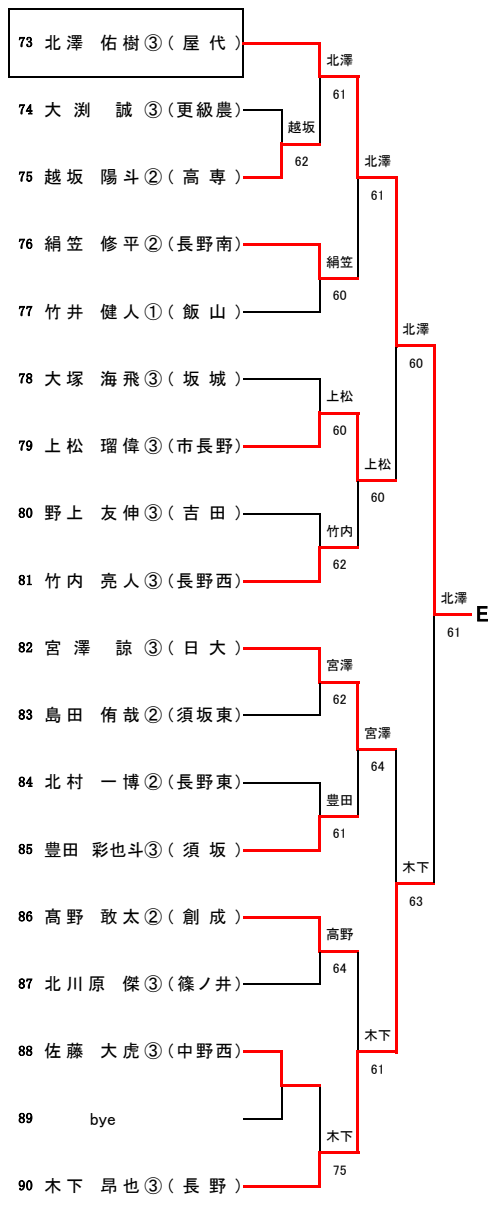 73 北澤 佑樹③(屋代)
北澤
61
74 大渕 誠③(更級農)
越坂
62
75 越坂 陽斗②(高専)
北澤
61
76 絹笠 修平②(長野南)
絹笠
60
77 竹井 健人①(飯山)
北澤
60
78 大塚 海飛③(坂城)
上松
60
79 上松 瑠偉③(市長野)
上松
60
80 野上 友伸③(吉田)
竹内
62
81 竹内 亮人③(長野西)
北澤
61
E
82 宮澤 諒③(日大)
宮澤
62
83 島田 侑哉②(須坂東)
宮澤
64
84 北村 一博②(長野東)
豊田
61
85 豊田 彩也斗③(須坂)
木下
63
86 髙野 敢太②(創成)
高野
64
87 北川原 傑③(篠ノ井)
木下
61
88 佐藤 大虎③(中野西)
89 bye
木下
75
90 木下 昂也③(長野)